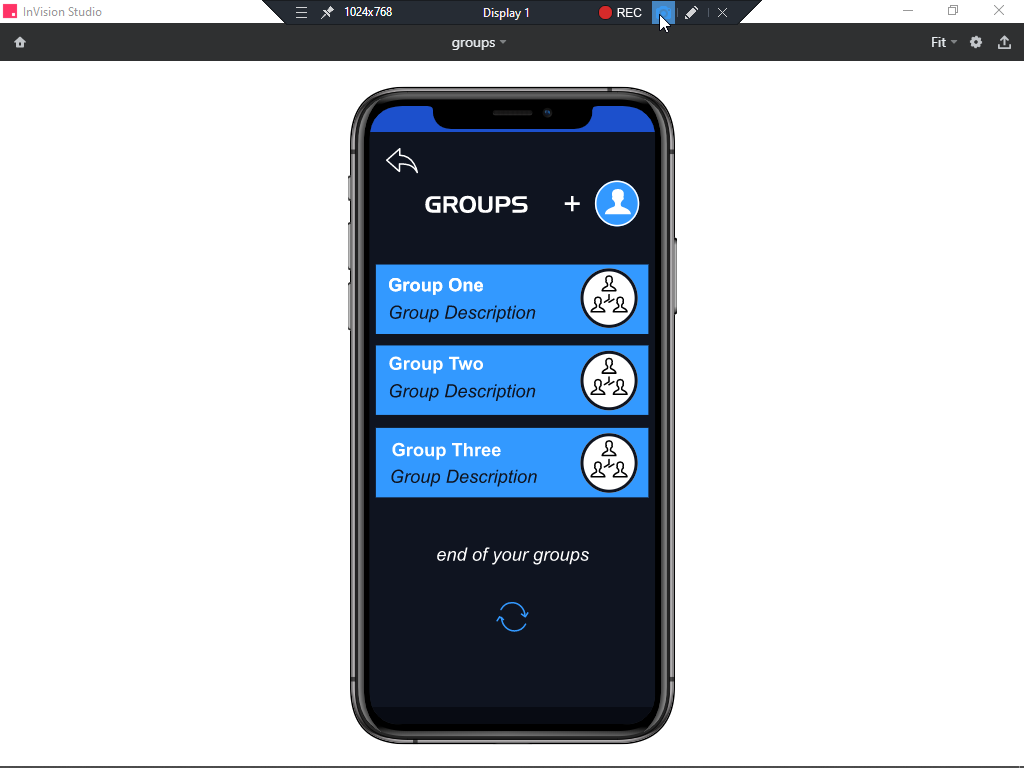 InVision Studio
1024x768
Display 1
REC
groups
Fit
GROUPS
+
Group One
Group Description
Group Two
Group Description
Group Three
Group Description
end of your groups